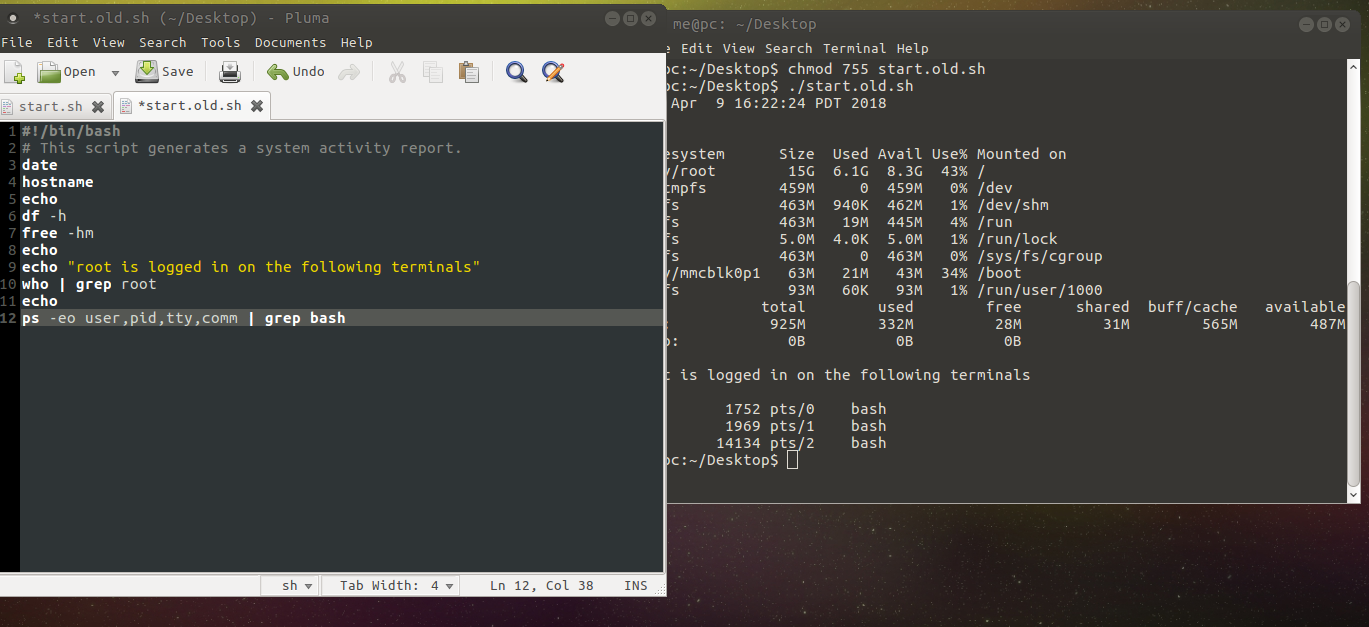 *start.old.sh (~/Desktop) - Pluma
File Edit View Search Tools Documents Help
Open Save Undo
start.sh *start.old.sh
1 #!/bin/bash
2 # This script generates a system activity report.
3 date
4 hostname
5 echo
6 df -h
7 free -hm
8 echo
9 echo "root is logged in on the following terminals"
10 who | grep root
11 echo
12 ps -eo user,pid,tty,comm | grep bash
sh Tab Width: 4 Ln 12, Col 38 INS
me@pc: ~/Desktop
Edit View Search Terminal Help
pc:~/Desktop$ chmod 755 start.old.sh
pc:~/Desktop$ ./start.old.sh
Apr 9 16:22:24 PDT 2018
esystem Size Used Avail Use% Mounted on
/root 15G 6.1G 8.3G 43% /
tmpfs 459M 0 459M 0% /dev
fs 463M 940K 462M 1% /dev/shm
fs 463M 19M 445M 4% /run
fs 5.0M 4.0K 5.0M 1% /run/lock
fs 463M 0 463M 0% /sys/fs/cgroup
/mmcblk0p1 63M 21M 43M 34% /boot
fs 93M 60K 93M 1% /run/user/1000
total used free shared buff/cache available
925M 332M 28M 31M 565M 487M
: 0B 0B 0B
t is logged in on the following terminals
1752 pts/0 bash
1969 pts/1 bash
14134 pts/2 bash
pc:~/Desktop$